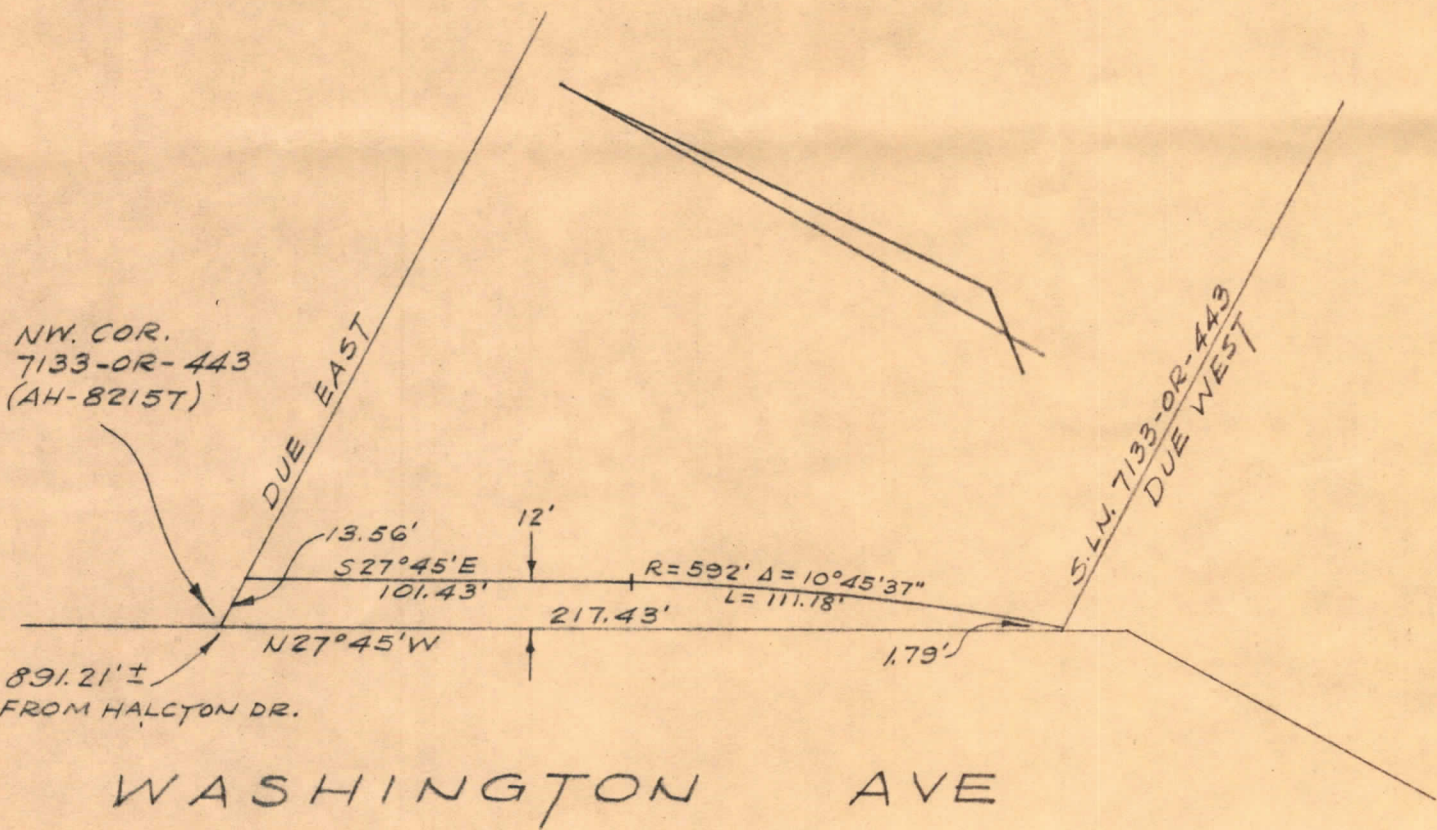 NW. COR.
7133-OR-443
(AH-82157)
DUE EAST
13.56'
12'
S27°45'E
101.43'
R=592' Δ=10°45'37"
L=111.18'
217.43'
N27°45'W
1.79'
891.21'±
FROM HALCYON DR.
S.LN. 7133-OR-443
DUE WEST
WASHINGTON AVE